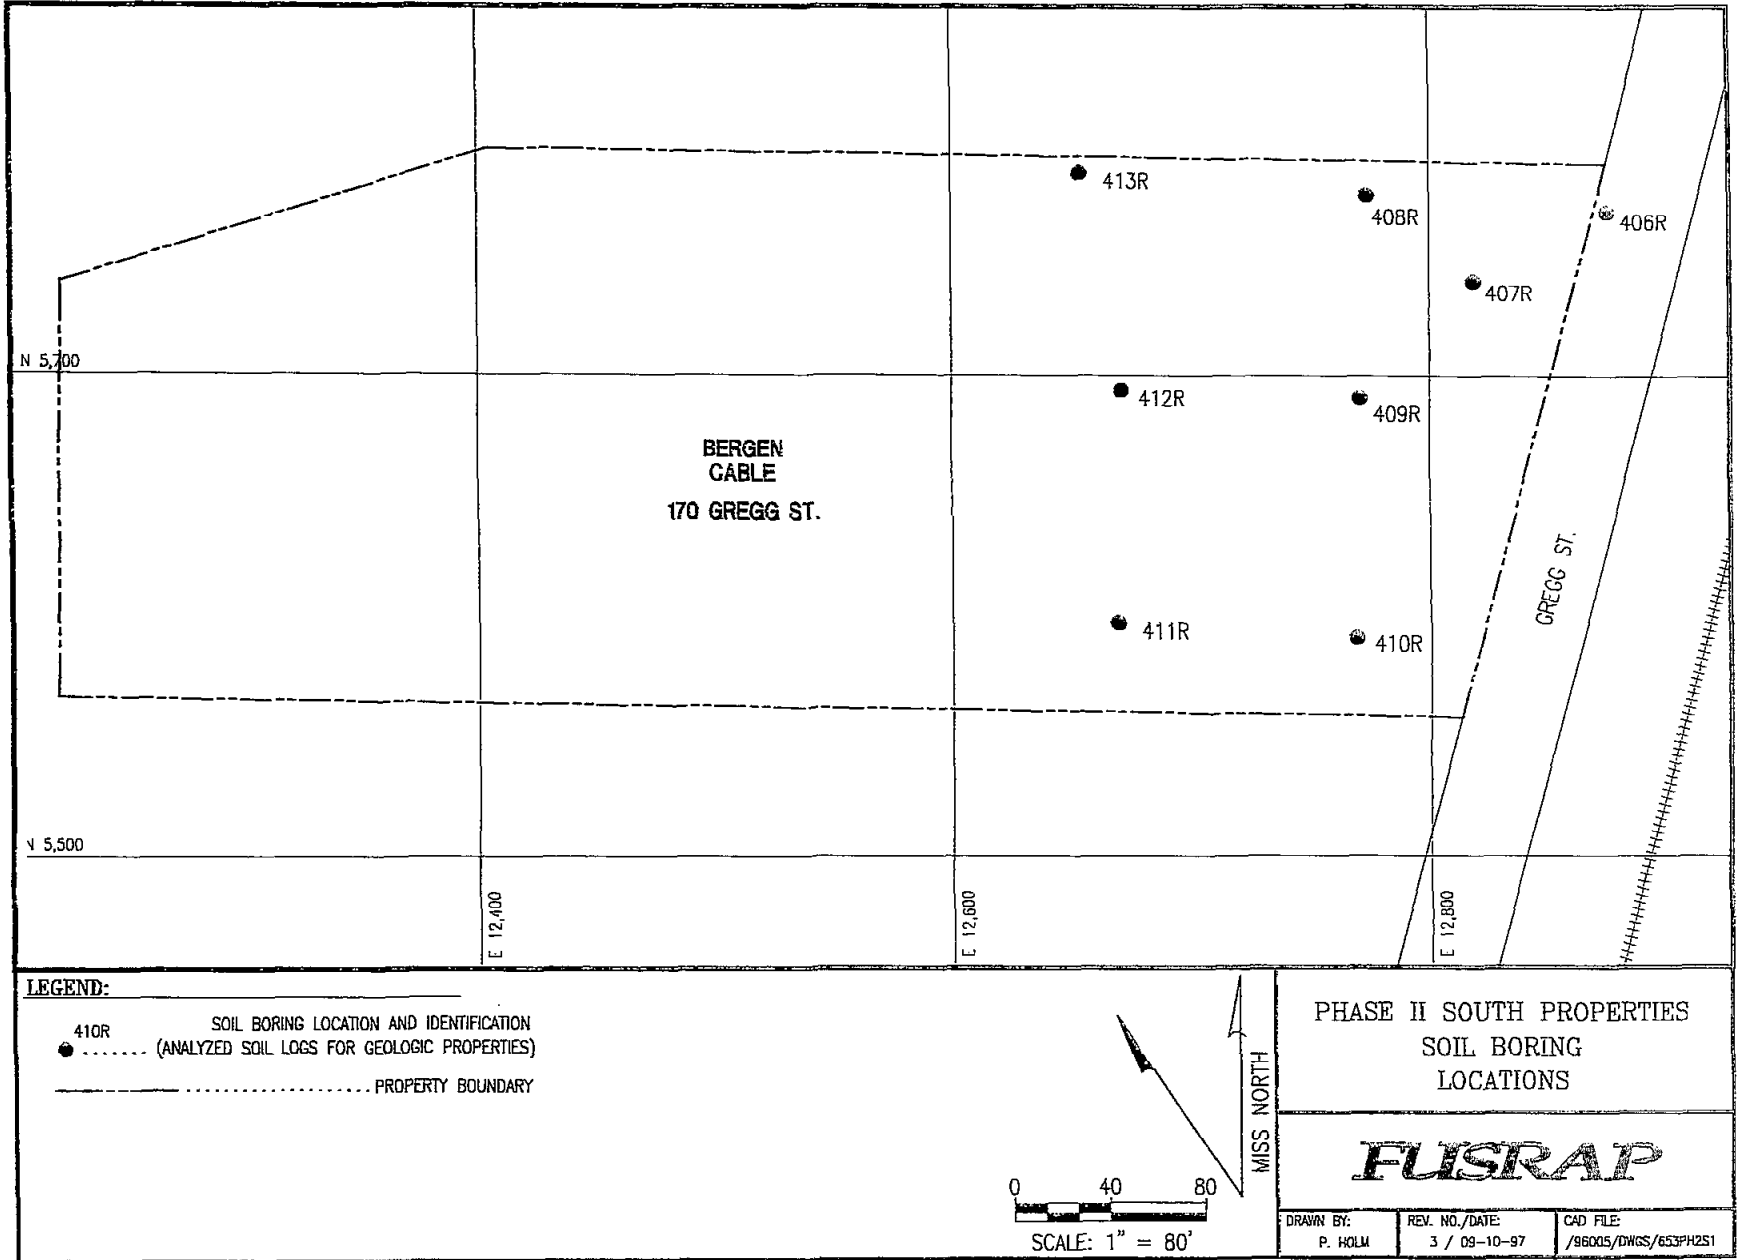 413R
408R
406R
407R
N 5,700
412R
409R
BERGEN
CABLE
170 GREGG ST.
GREGG ST.
411R
410R
N 5,500
E 12,400
E 12,600
E 12,800
LEGEND:
410R
SOIL BORING LOCATION AND IDENTIFICATION
....... (ANALYZED SOIL LOGS FOR GEOLOGIC PROPERTIES)
..................... PROPERTY BOUNDARY
MISS NORTH
0 40 80
SCALE: 1" = 80'
PHASE II SOUTH PROPERTIES
SOIL BORING
LOCATIONS
FUSRAP
DRAWN BY:
P. HOLM
REV. NO./DATE:
3 / 09-10-97
CAD FILE:
/96005/DWGS/653PH2S1